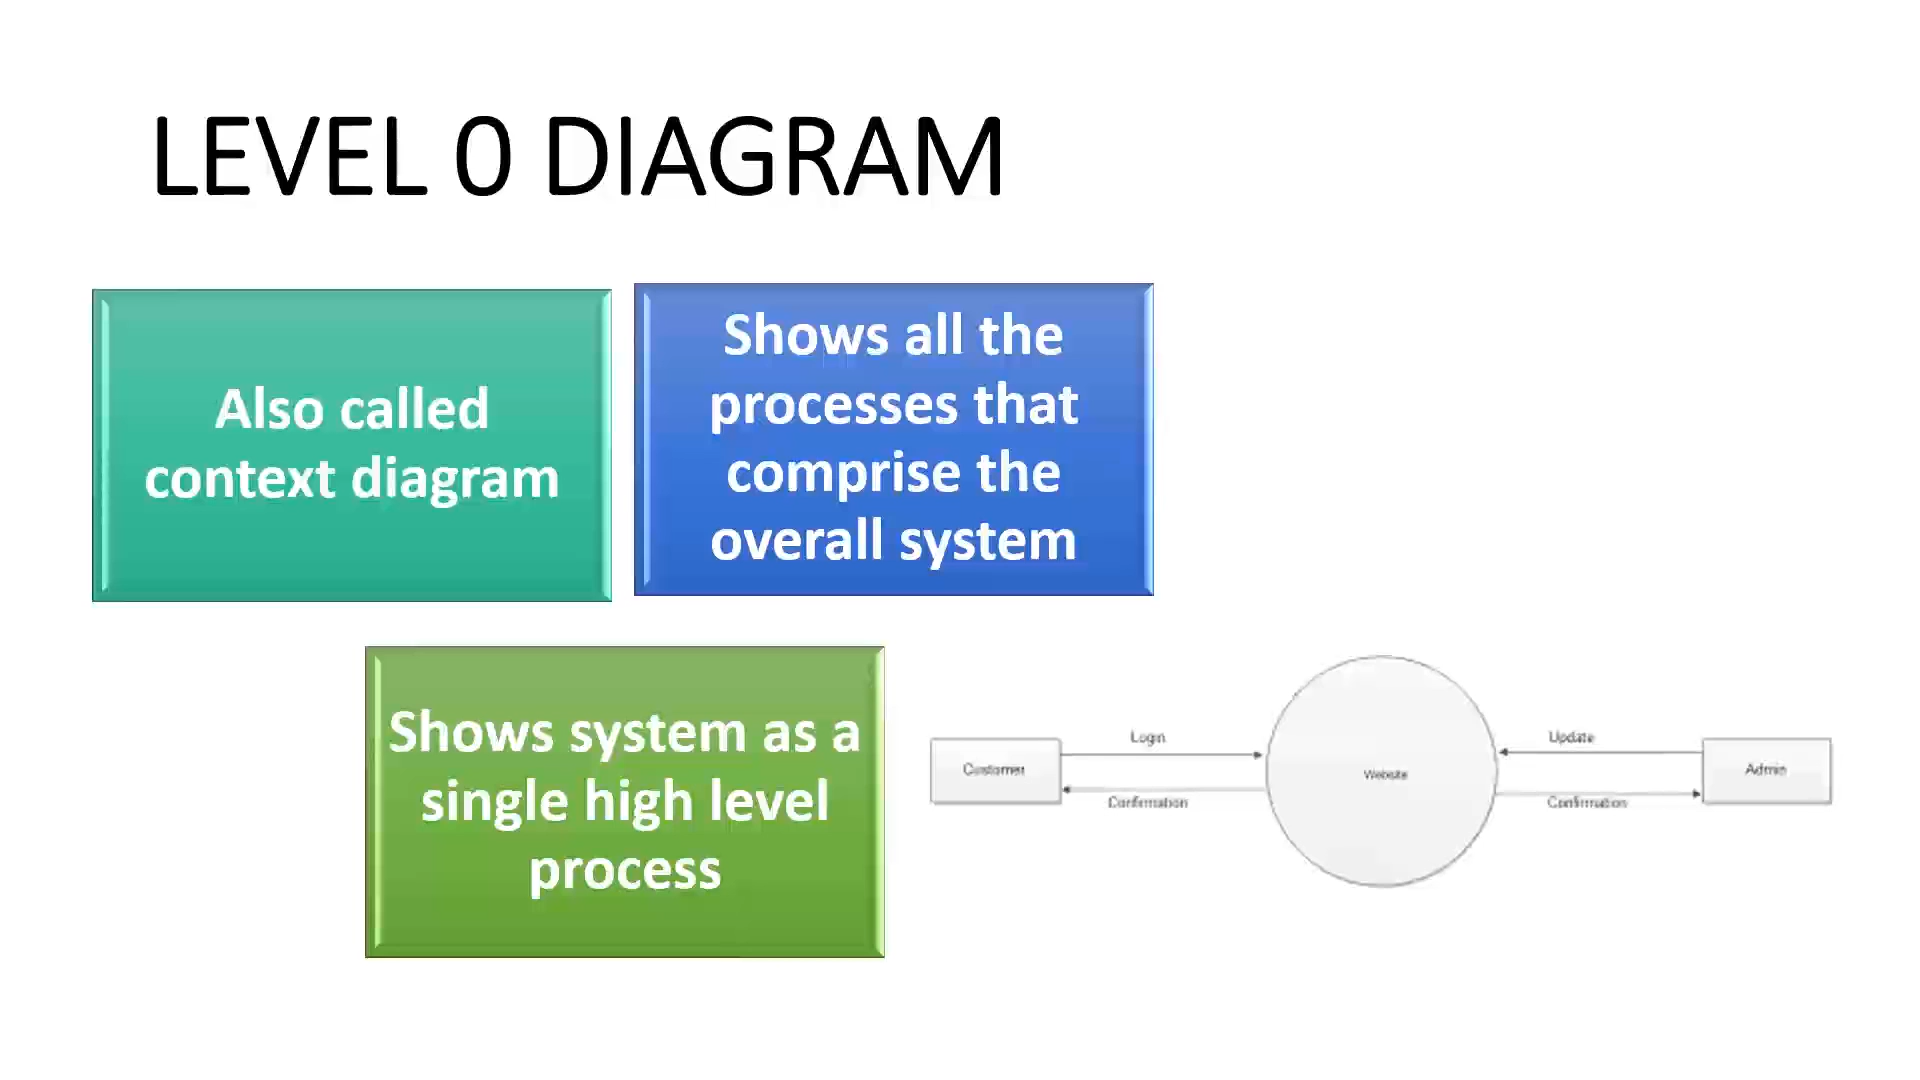 LEVEL 0 DIAGRAM
Also called
context diagram
Shows all the
processes that
comprise the
overall system
Shows system as a
single high level
process
Customer
Login
Confirmation
Website
Update
Confirmation
Admin